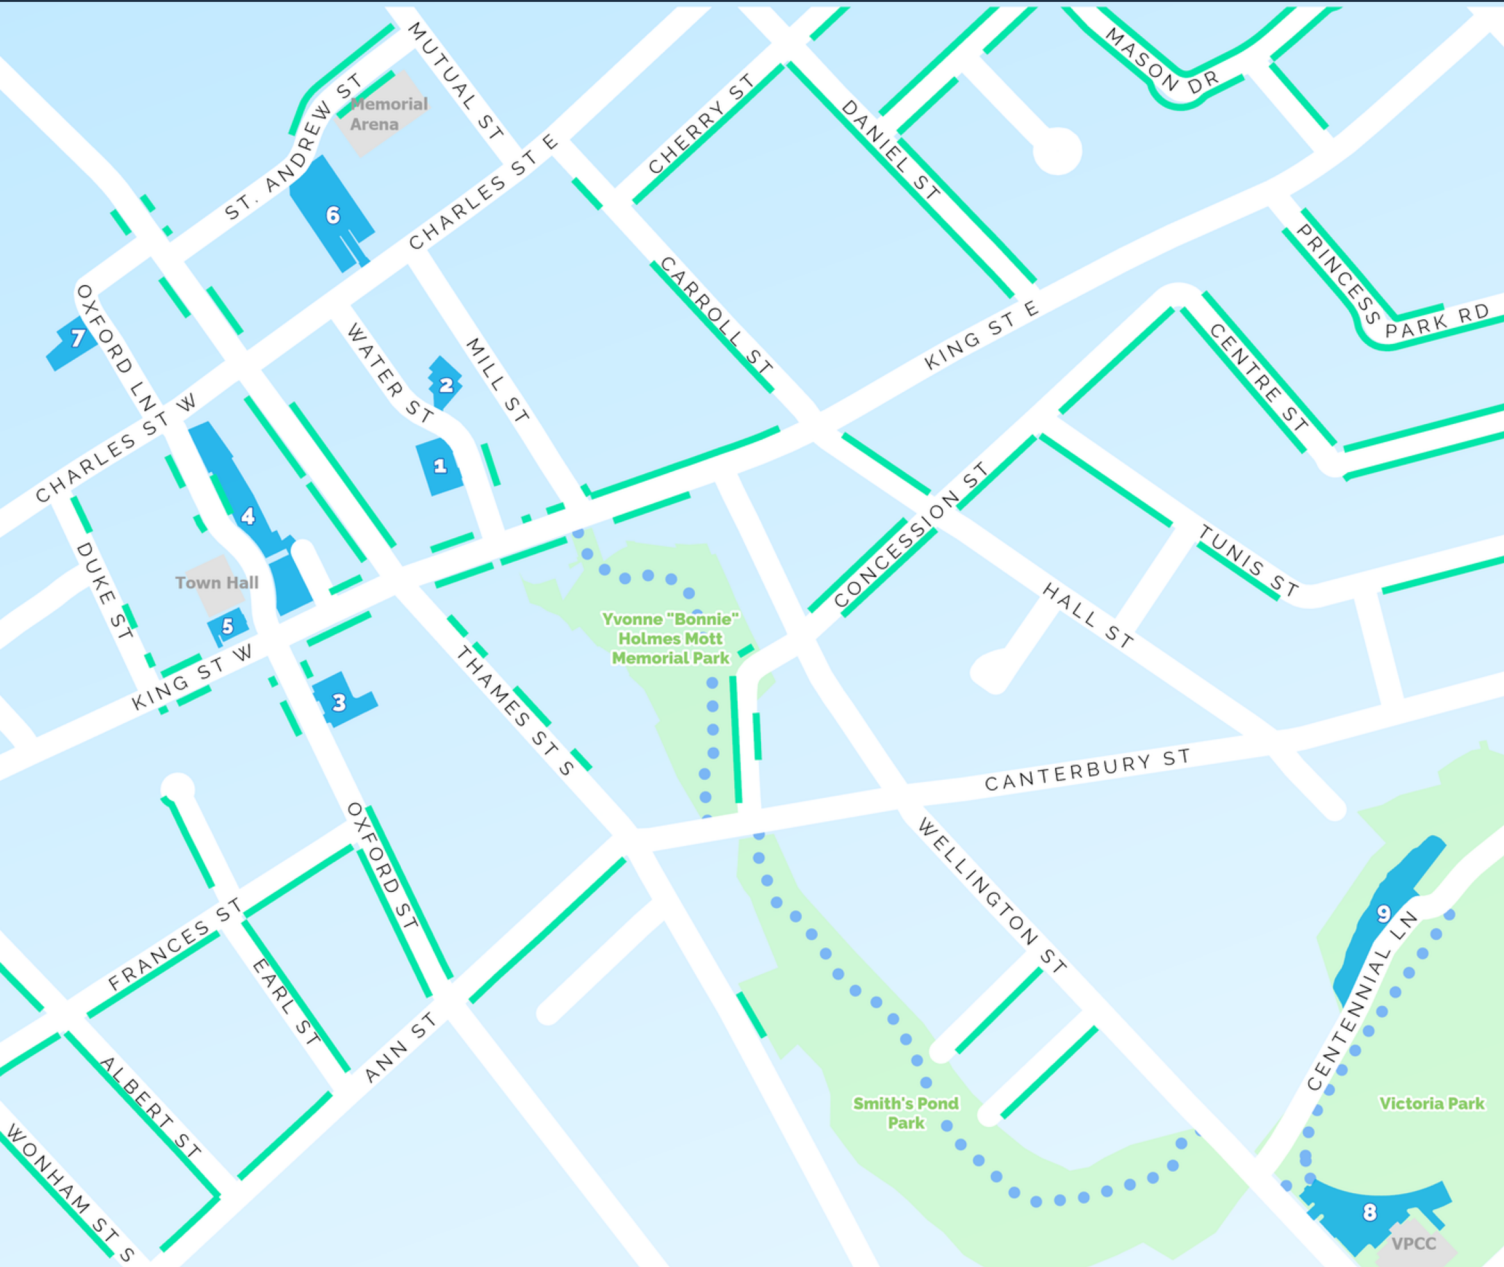 MUTUAL ST
MASON DR
ST. ANDREW ST
Memorial
Arena
CHERRY ST
DANIEL ST
6
CHARLES ST E
CARROLL ST
PRINCESS
PARK RD
OXFORD LN
7
WATER ST
MILL ST
2
KING ST E
CENTRE ST
CHARLES ST W
1
4
CONCESSION ST
DUKE ST
Town Hall
5
TUNIS ST
HALL ST
Yvonne "Bonnie"
Holmes Mott
Memorial Park
KING ST W
3
THAMES ST S
CANTERBURY ST
OXFORD ST
WELLINGTON ST
FRANCES ST
EARL ST
9
CENTENNIAL LN
ANN ST
ALBERT ST
Smith's Pond
Park
Victoria Park
WONHAM ST S
8
VPCC